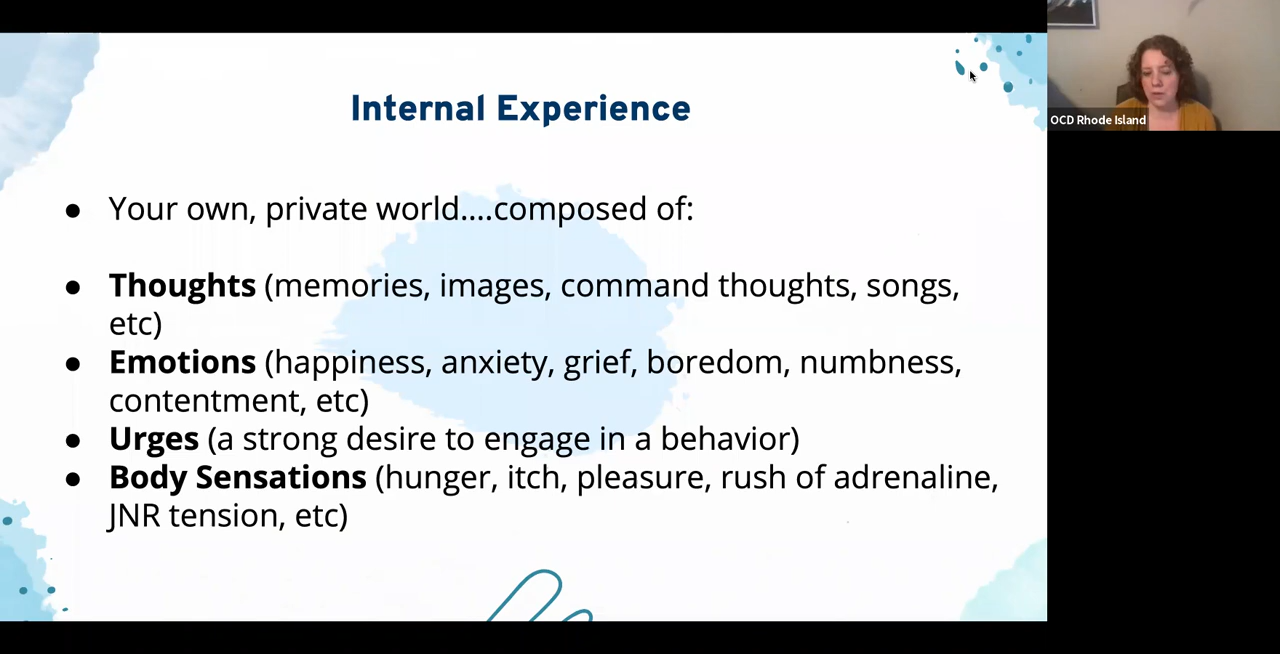 Internal Experience
● Your own, private world....composed of:
● Thoughts (memories, images, command thoughts, songs,
etc)
● Emotions (happiness, anxiety, grief, boredom, numbness,
contentment, etc)
● Urges (a strong desire to engage in a behavior)
● Body Sensations (hunger, itch, pleasure, rush of adrenaline,
JNR tension, etc)
OCD Rhode Island